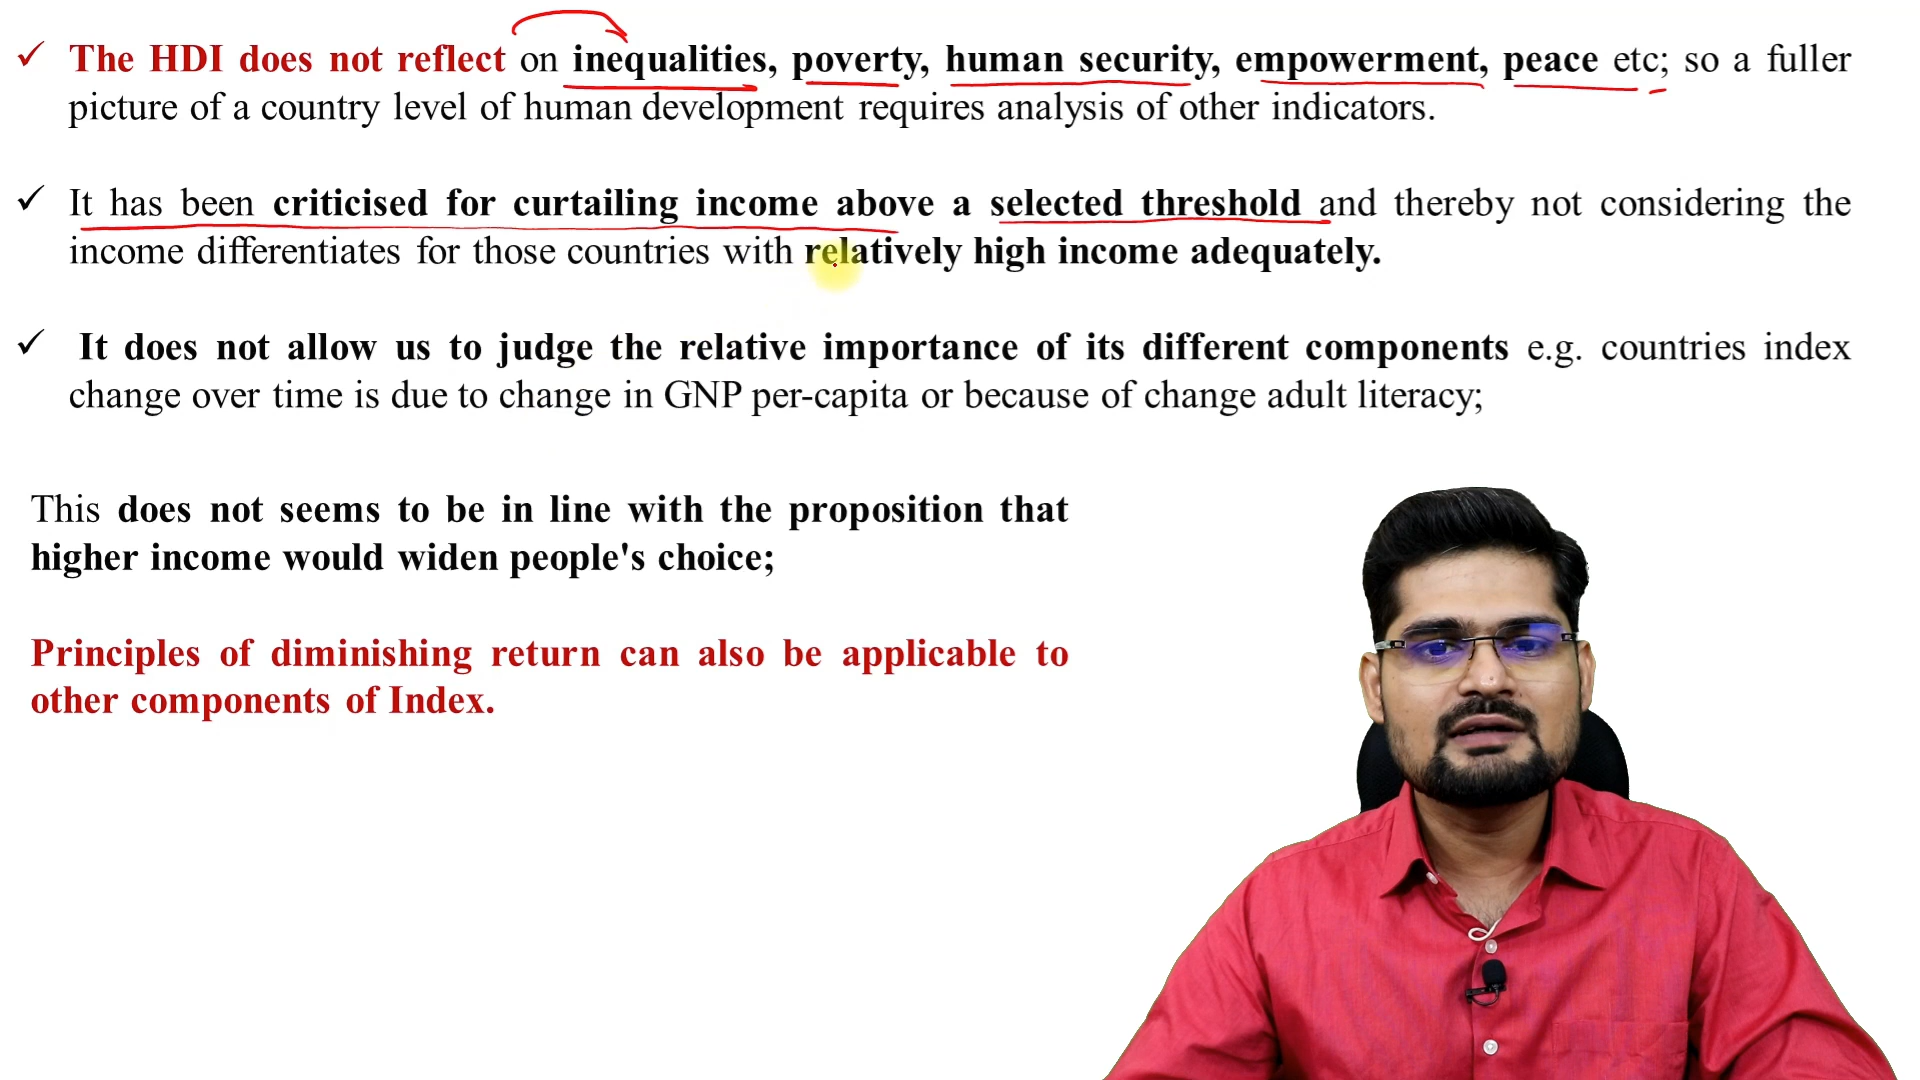 ✓ The HDI does not reflect on inequalities, poverty, human security, empowerment, peace etc; so a fuller
picture of a country level of human development requires analysis of other indicators.
✓ It has been criticised for curtailing income above a selected threshold and thereby not considering the
income differentiates for those countries with relatively high income adequately.
✓ It does not allow us to judge the relative importance of its different components e.g. countries index
change over time is due to change in GNP per-capita or because of change adult literacy;
This does not seems to be in line with the proposition that
higher income would widen people's choice;
Principles of diminishing return can also be applicable to
other components of Index.